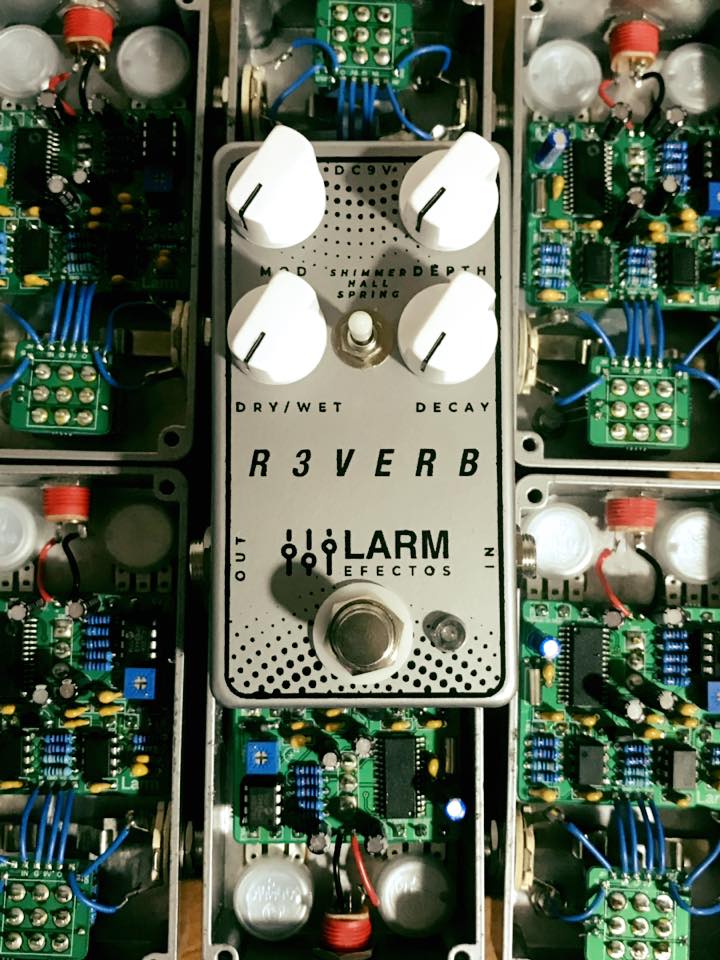 DC9V
MOD SHIMMER DEPTH
HALL
SPRING
DRY/WET DECAY
R3VERB
OUT
LARM
EFECTOS
IN